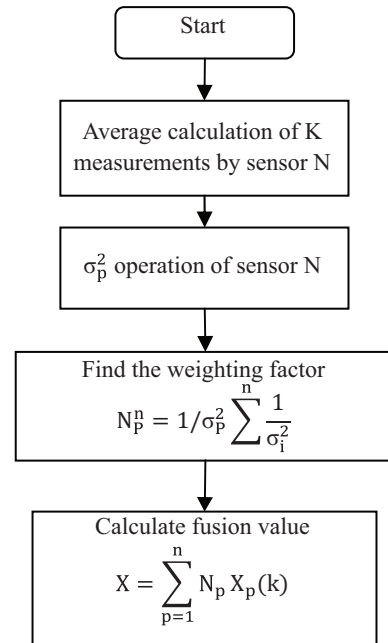 Start
Average calculation of K
measurements by sensor N
σ_p^2 operation of sensor N
Find the weighting factor
N_P^n = 1/σ_P^2 ∑^n 1/σ_i^2
Calculate fusion value
X = ∑_{p=1}^n N_p X_p(k)